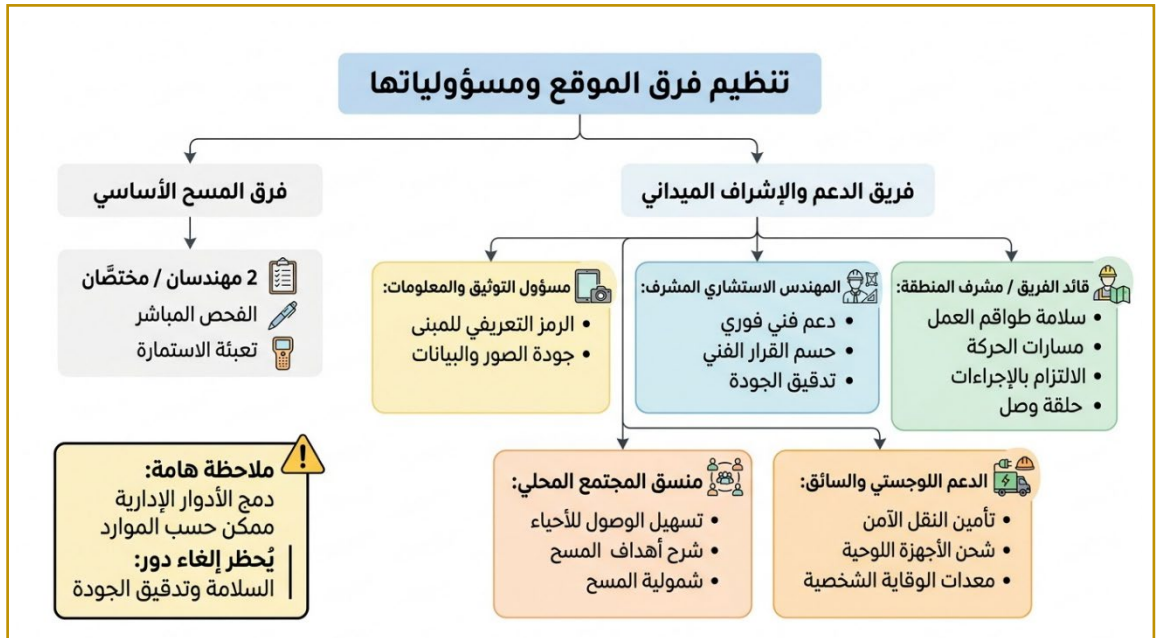 تنظيم فرق الموقع ومسؤولياتها
فريق الدعم والإشراف الميداني
فرق المسح الأساسي
قائد الفريق / مشرف المنطقة:
• سلامة طواقم العمل
• مسارات الحركة
• الالتزام بالإجراءات
• حلقة وصل
المهندس الاستشاري المشرف:
• دعم فني فوري
• حسم القرار الفني
• تدقيق الجودة
مسؤول التوثيق والمعلومات:
• الرمز التعريفي للمبنى
• جودة الصور والبيانات
2 مهندسان / مختصَّان
الفحص المباشر
تعبئة الاستمارة
الدعم اللوجستي والسائق:
• تأمين النقل الآمن
• شحن الأجهزة اللوحية
• معدات الوقاية الشخصية
منسق المجتمع المحلي:
• تسهيل الوصول للأحياء
• شرح أهداف المسح
• شمولية المسح
ملاحظة هامة:
دمج الأدوار الإدارية
ممكن حسب الموارد
يُحظر إلغاء دور:
السلامة وتدقيق الجودة